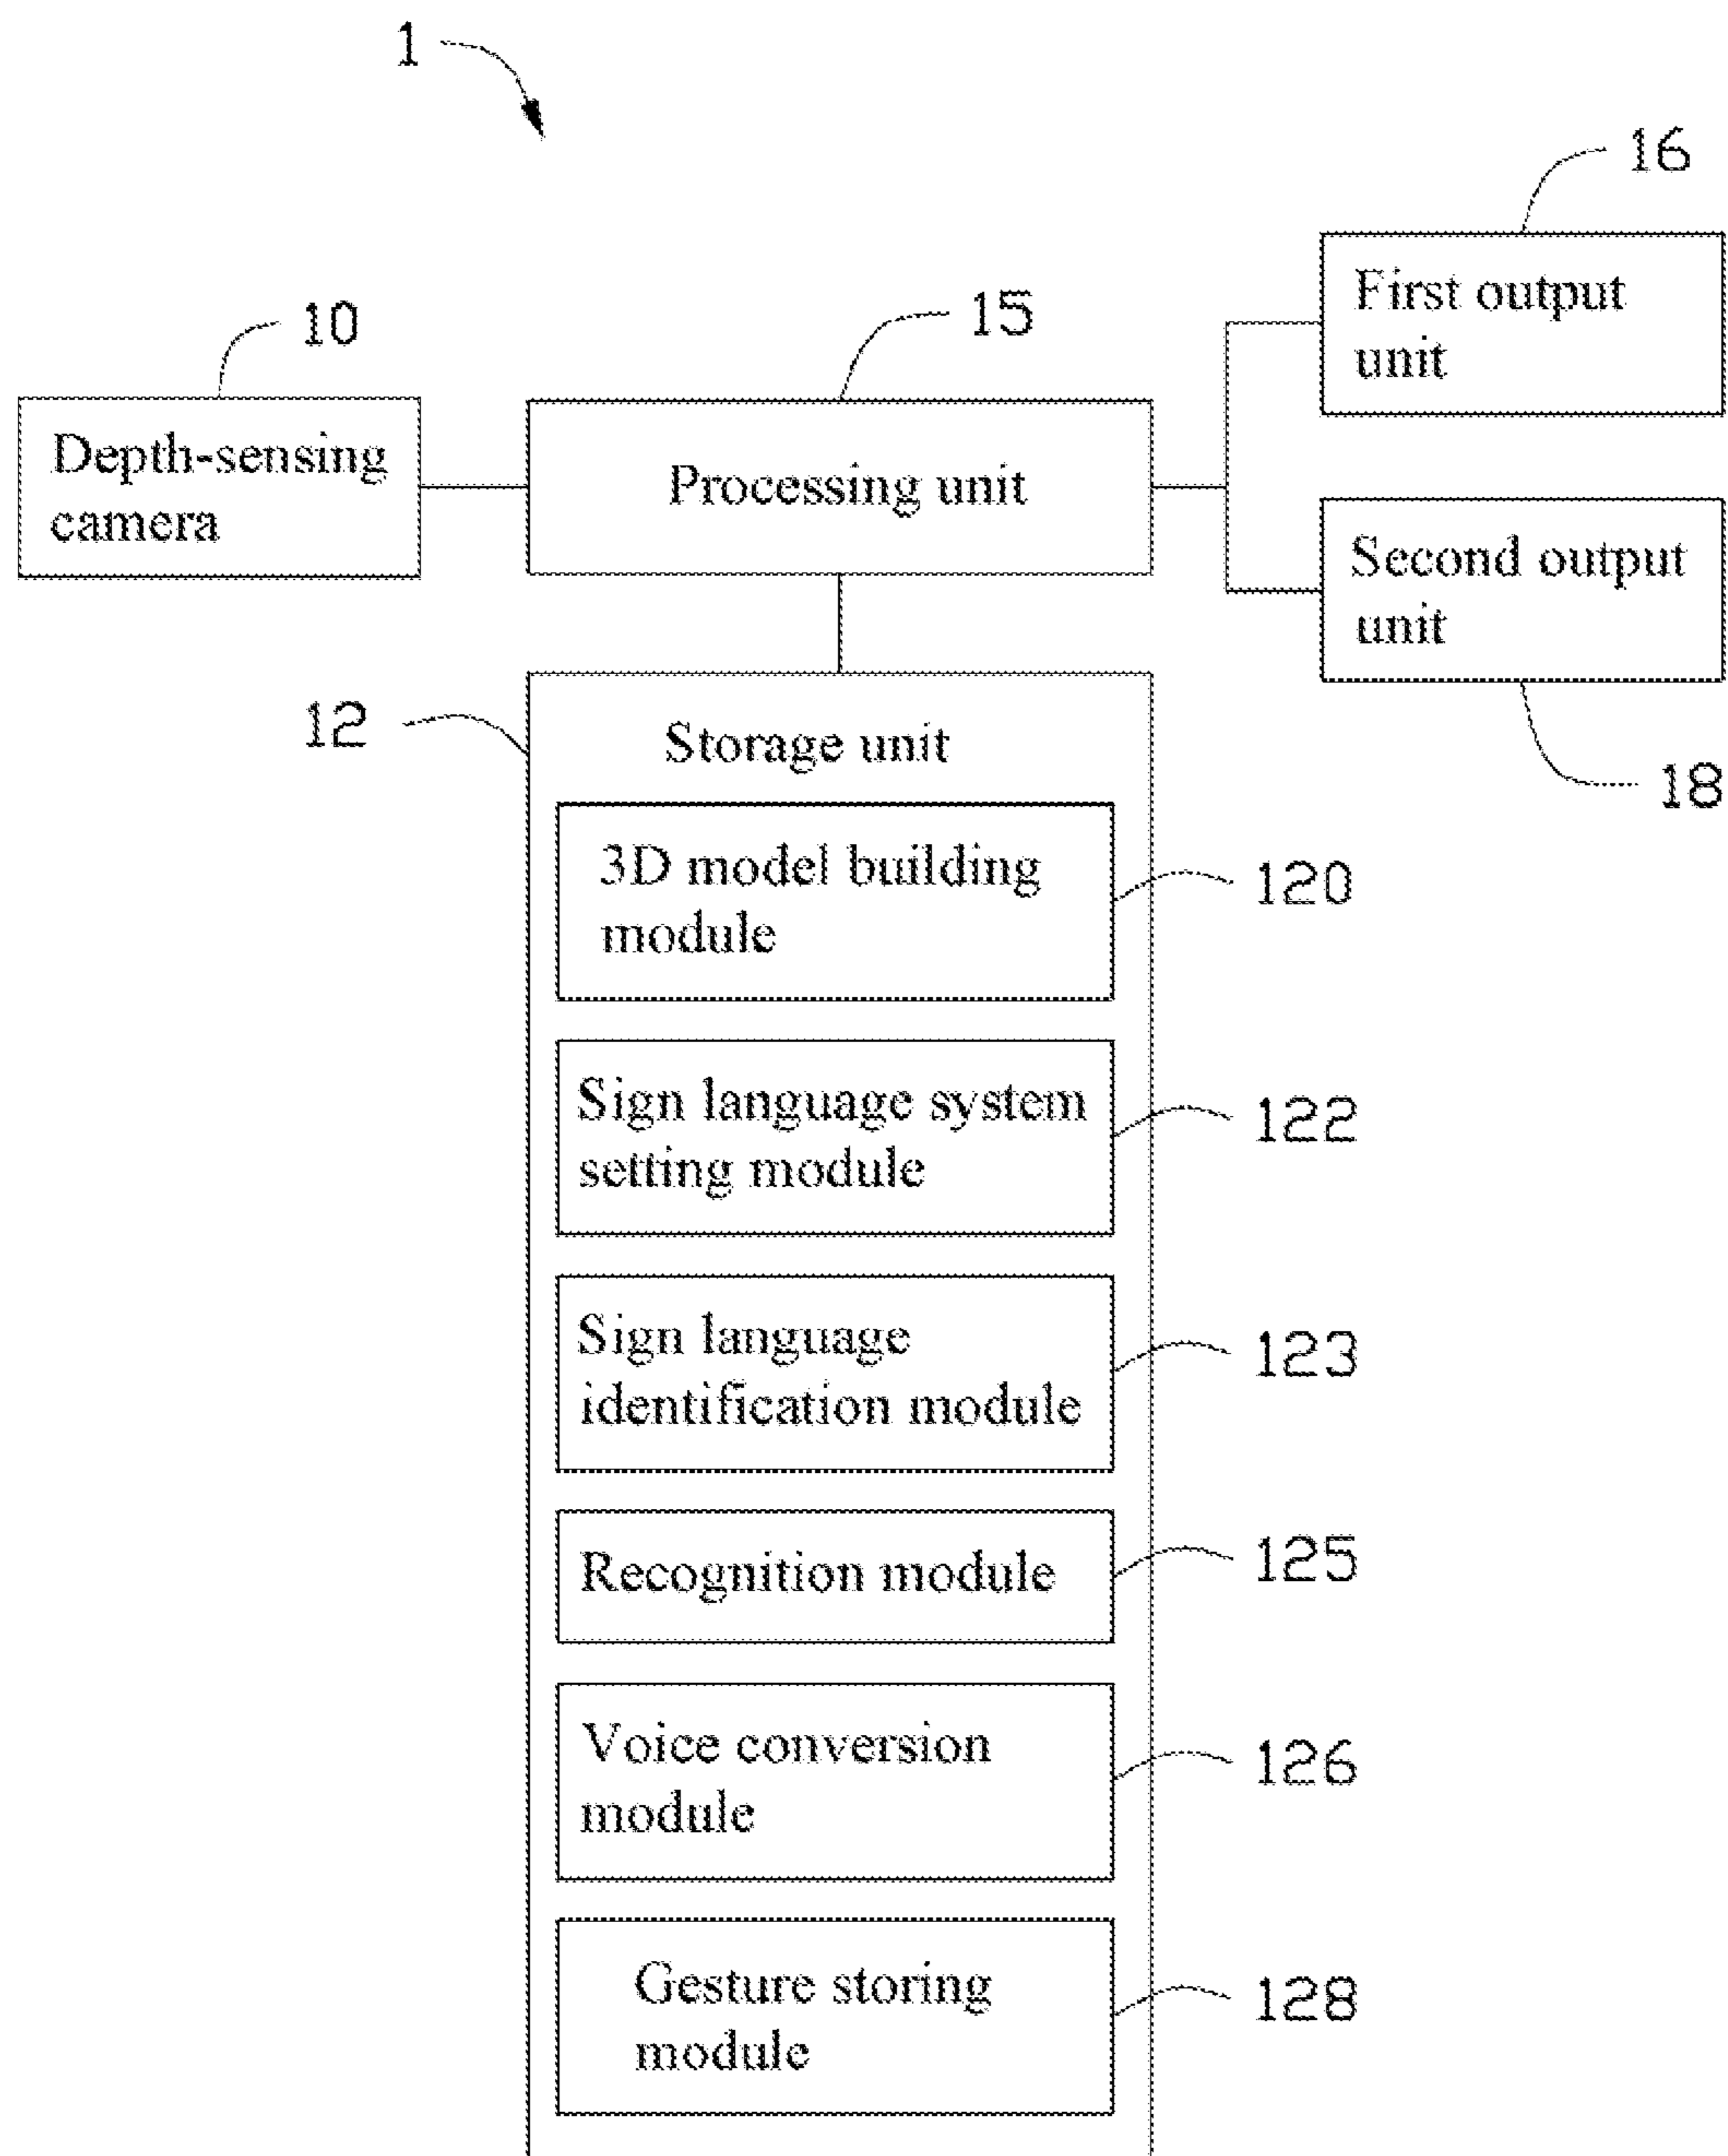 1
16
First output
unit
10
15
Depth-sensing
camera
Processing unit
Second output
unit
18
12
Storage unit
3D model building
module
120
Sign language system
setting module
122
Sign language
identification module
123
Recognition module
125
Voice conversion
module
126
Gesture storing
module
128